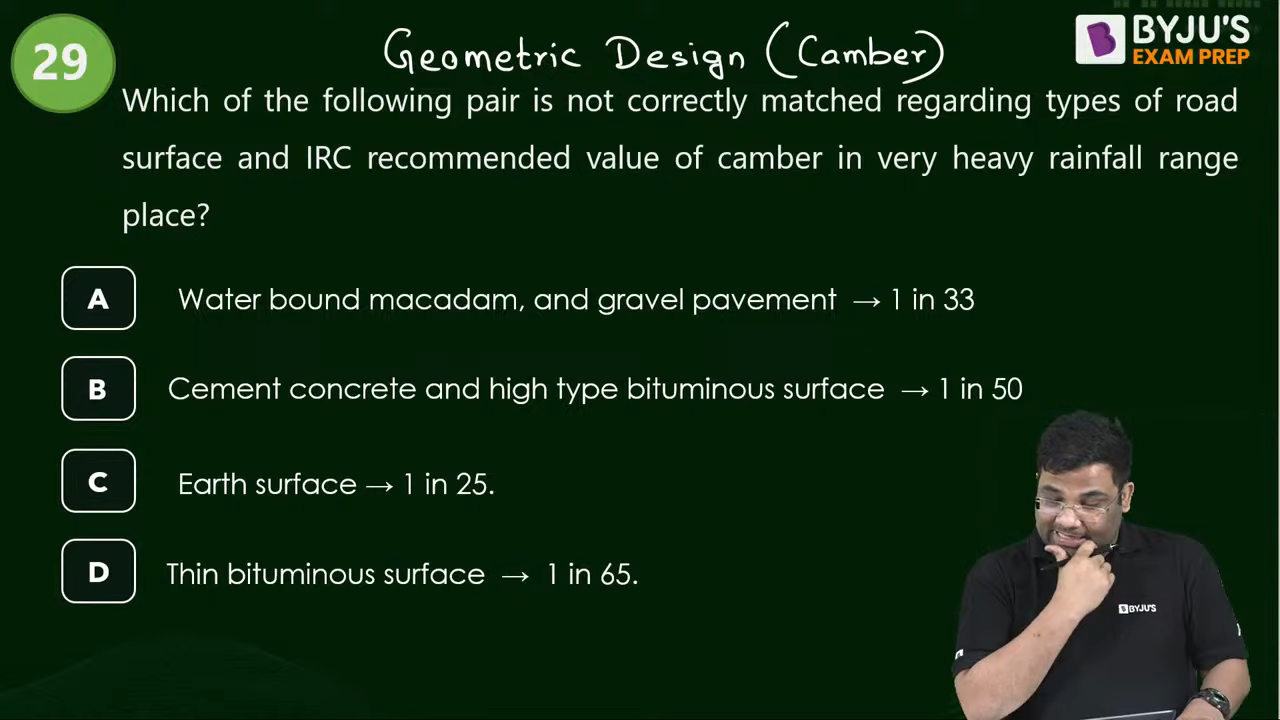 29
Geometric Design (Camber)
BYJU'S
EXAM PREP
Which of the following pair is not correctly matched regarding types of road
surface and IRC recommended value of camber in very heavy rainfall range
place?
A Water bound macadam, and gravel pavement → 1 in 33
B Cement concrete and high type bituminous surface → 1 in 50
C Earth surface → 1 in 25.
D Thin bituminous surface → 1 in 65.
BYJU'S